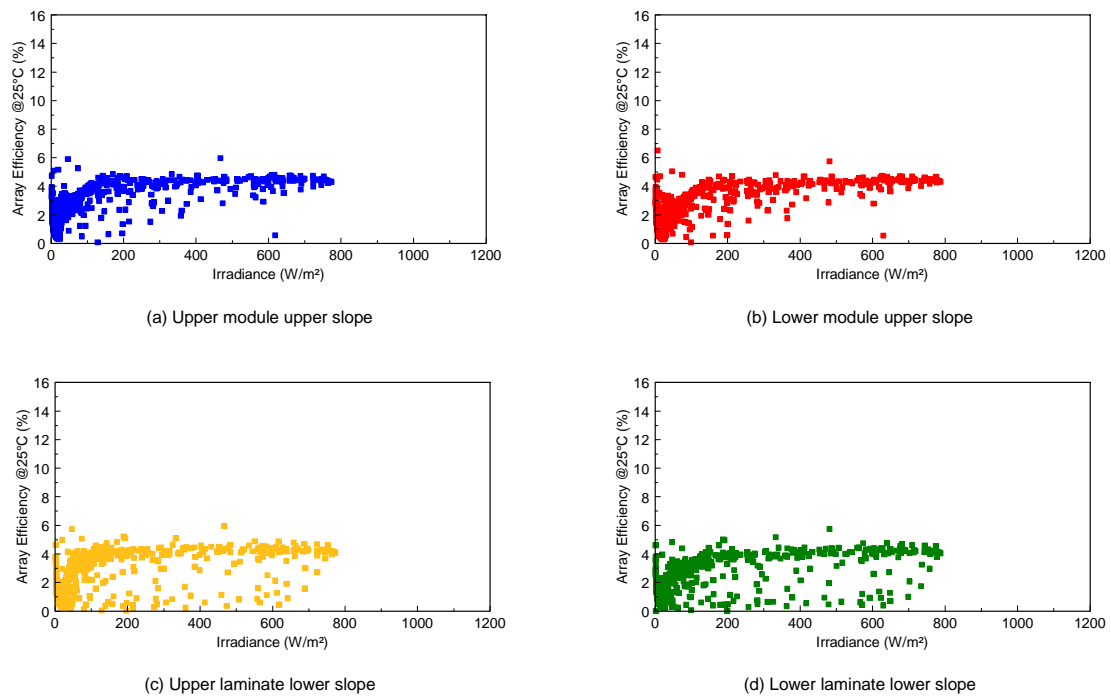 16
14
12
10
8
6
4
2
0
Array Efficiency @25°C (%)
0 200 400 600 800 1000 1200
Irradiance (W/m²)
(a) Upper module upper slope
16
14
12
10
8
6
4
2
0
Array Efficiency @25°C (%)
0 200 400 600 800 1000 1200
Irradiance (W/m²)
(b) Lower module upper slope
16
14
12
10
8
6
4
2
0
Array Efficiency @25°C (%)
0 200 400 600 800 1000 1200
Irradiance (W/m²)
(c) Upper laminate lower slope
16
14
12
10
8
6
4
2
0
Array Efficiency @25°C (%)
0 200 400 600 800 1000 1200
Irradiance (W/m²)
(d) Lower laminate lower slope